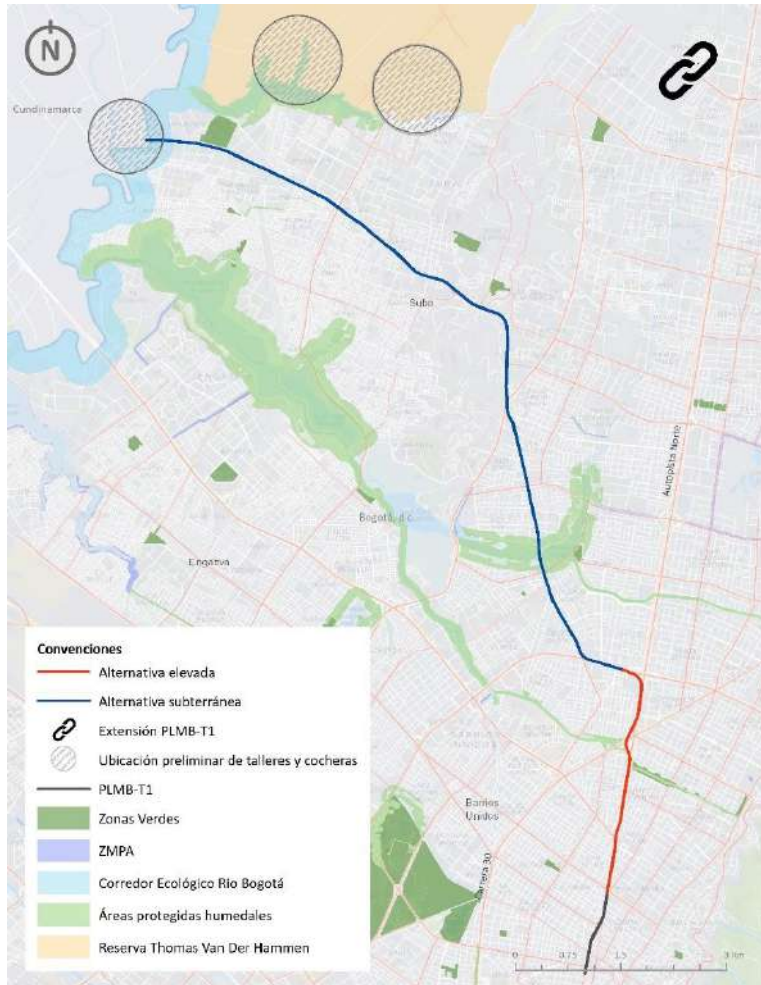 N
Cundinamarca
Suba
Autopista Norte
Bogotá, d.c.
Engativa
Barrios
Unidos
Carrera 30
Convenciones
Alternativa elevada
Alternativa subterránea
Extensión PLMB-T1
Ubicación preliminar de talleres y cocheras
PLMB-T1
Zonas Verdes
ZMPA
Corredor Ecológico Rio Bogotá
Áreas protegidas humedales
Reserva Thomas Van Der Hammen
0 0.75 1.5 3 km